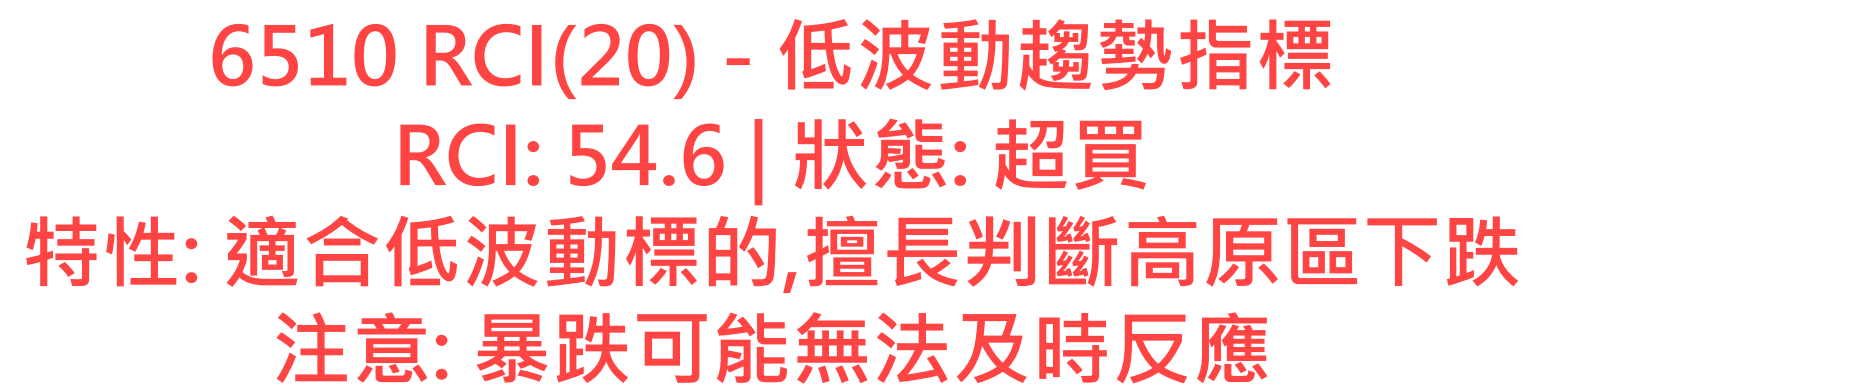 6510 RCI(20) - 低波動趨勢指標
RCI: 54.6 | 狀態: 超買
特性: 適合低波動標的,擅長判斷高原區下跌
注意: 暴跌可能無法及時反應